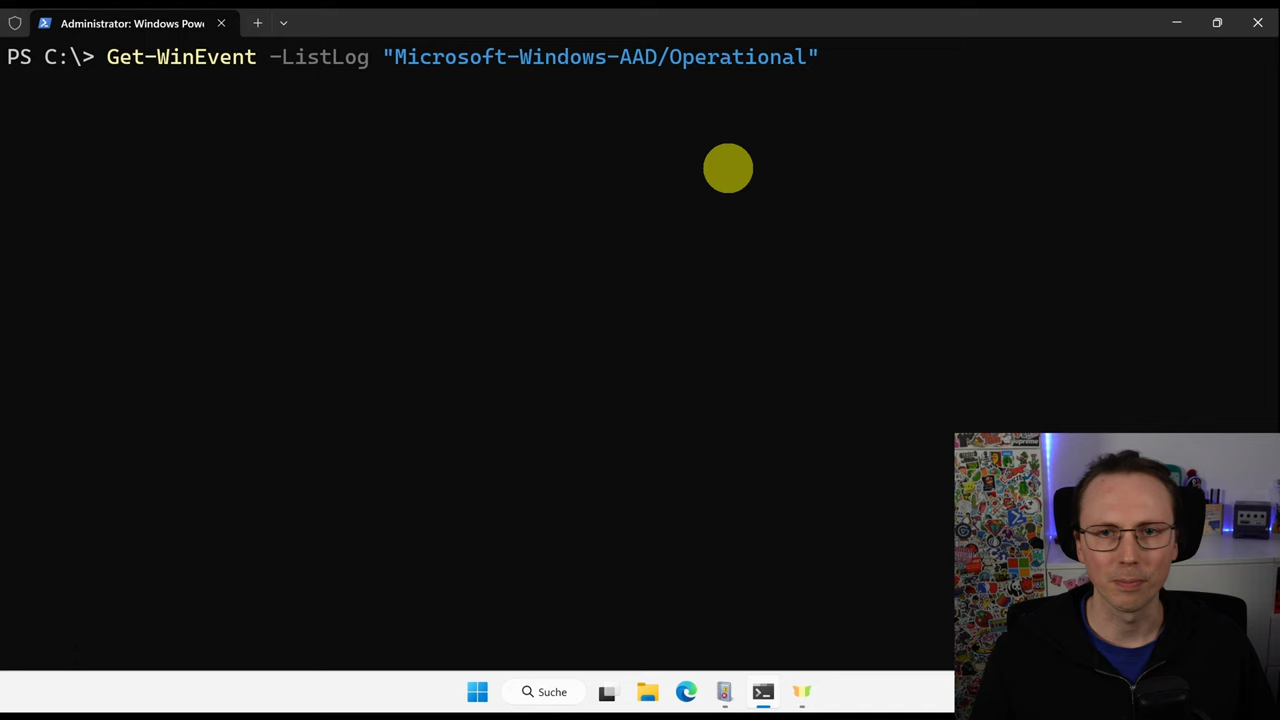 Administrator: Windows Pow
PS C:\> Get-WinEvent -ListLog "Microsoft-Windows-AAD/Operational"
Suche